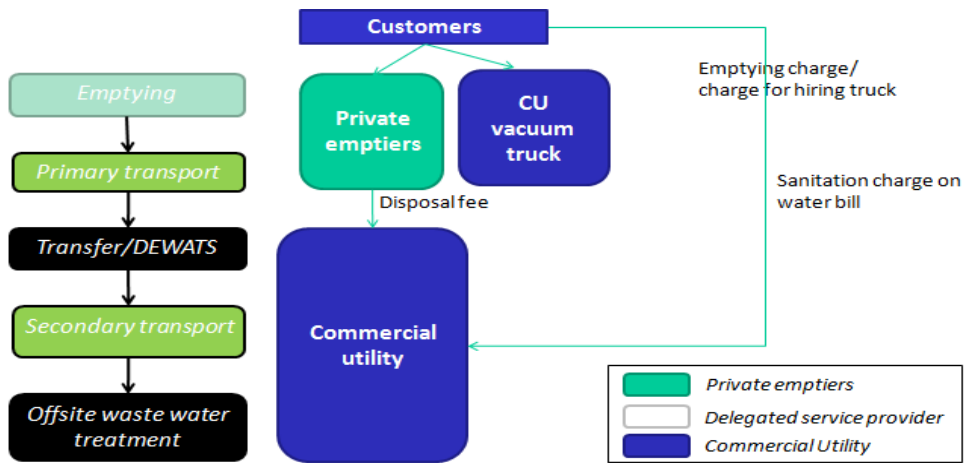 Customers
Emptying
Primary transport
Transfer/DEWATS
Secondary transport
Offsite waste water
treatment
Private
emptiers
CU
vacuum
truck
Emptying charge/
charge for hiring truck
Disposal fee
Sanitation charge on
water bill
Commercial
utility
Private emptiers
Delegated service provider
Commercial Utility